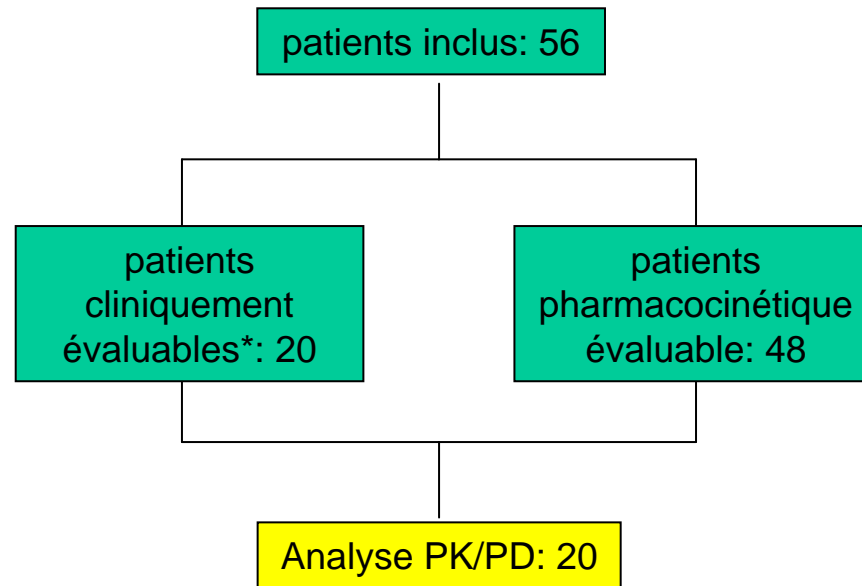 patients inclus: 56
patients
cliniquement
évaluables*: 20
patients
pharmacocinétique
évaluable: 48
Analyse PK/PD: 20